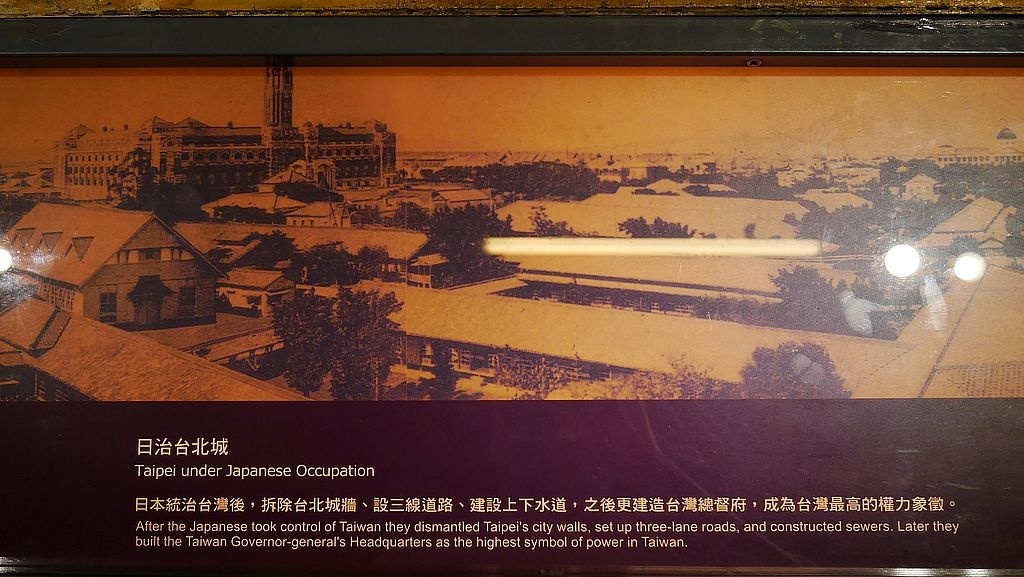 日治台北城
Taipei under Japanese Occupation
日本統治台灣後，拆除台北城牆、設三線道路、建設上下水道，之後更建造台灣總督府，成為台灣最高的權力象徵。
After the Japanese took control of Taiwan they dismantled Taipei's city walls, set up three-lane roads, and constructed sewers. Later they
built the Taiwan Governor-general's Headquarters as the highest symbol of power in Taiwan.